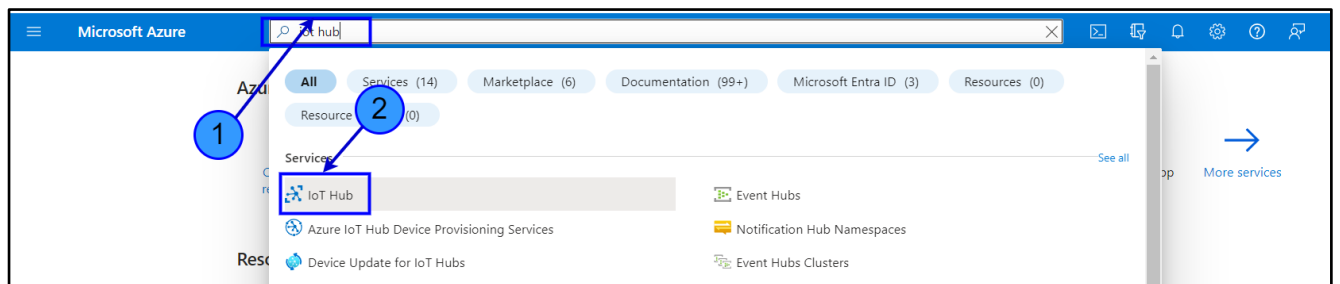 Microsoft Azure
iot hub
Azu
All Services (14) Marketplace (6) Documentation (99+) Microsoft Entra ID (3) Resources (0)
Resource (0)
1
2
Services See all
IoT Hub Event Hubs
More services
Azure IoT Hub Device Provisioning Services Notification Hub Namespaces
Device Update for IoT Hubs Event Hubs Clusters